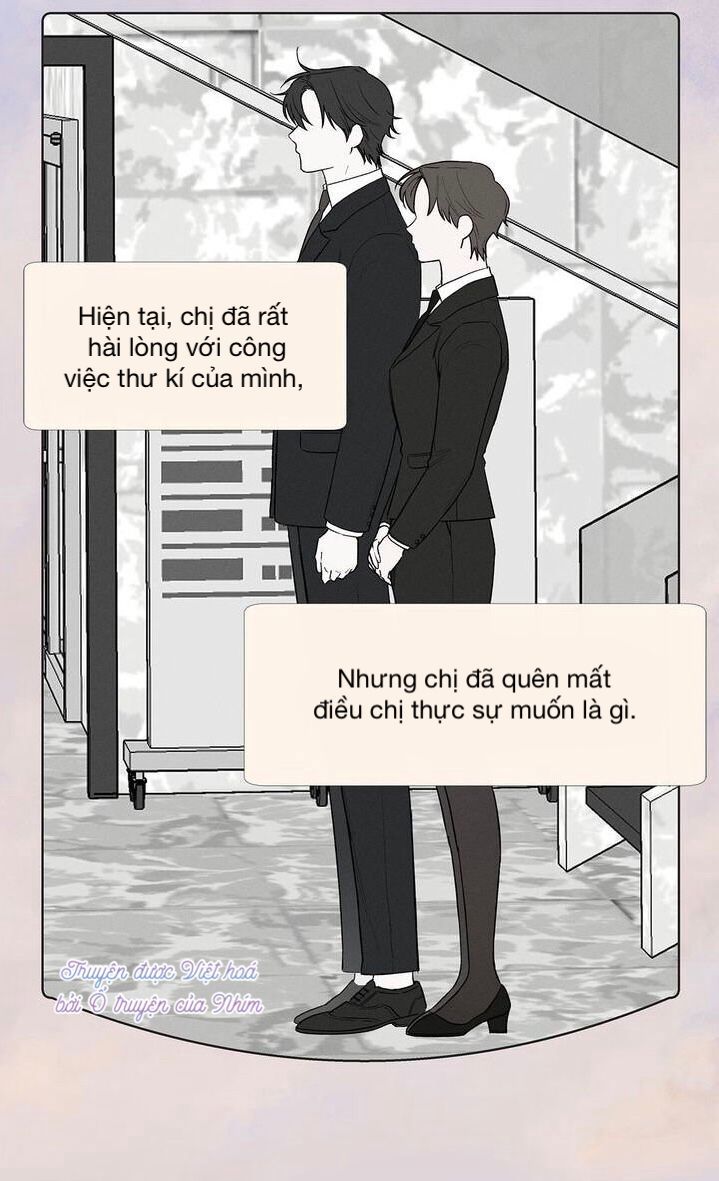 Hiện tại, chị đã rất
hài lòng với công
việc thư kí của mình,
Nhưng chị đã quên mất
điều chị thực sự muốn là gì.
Truyện được Việt hoá
bởi Ổ truyện của Nhím